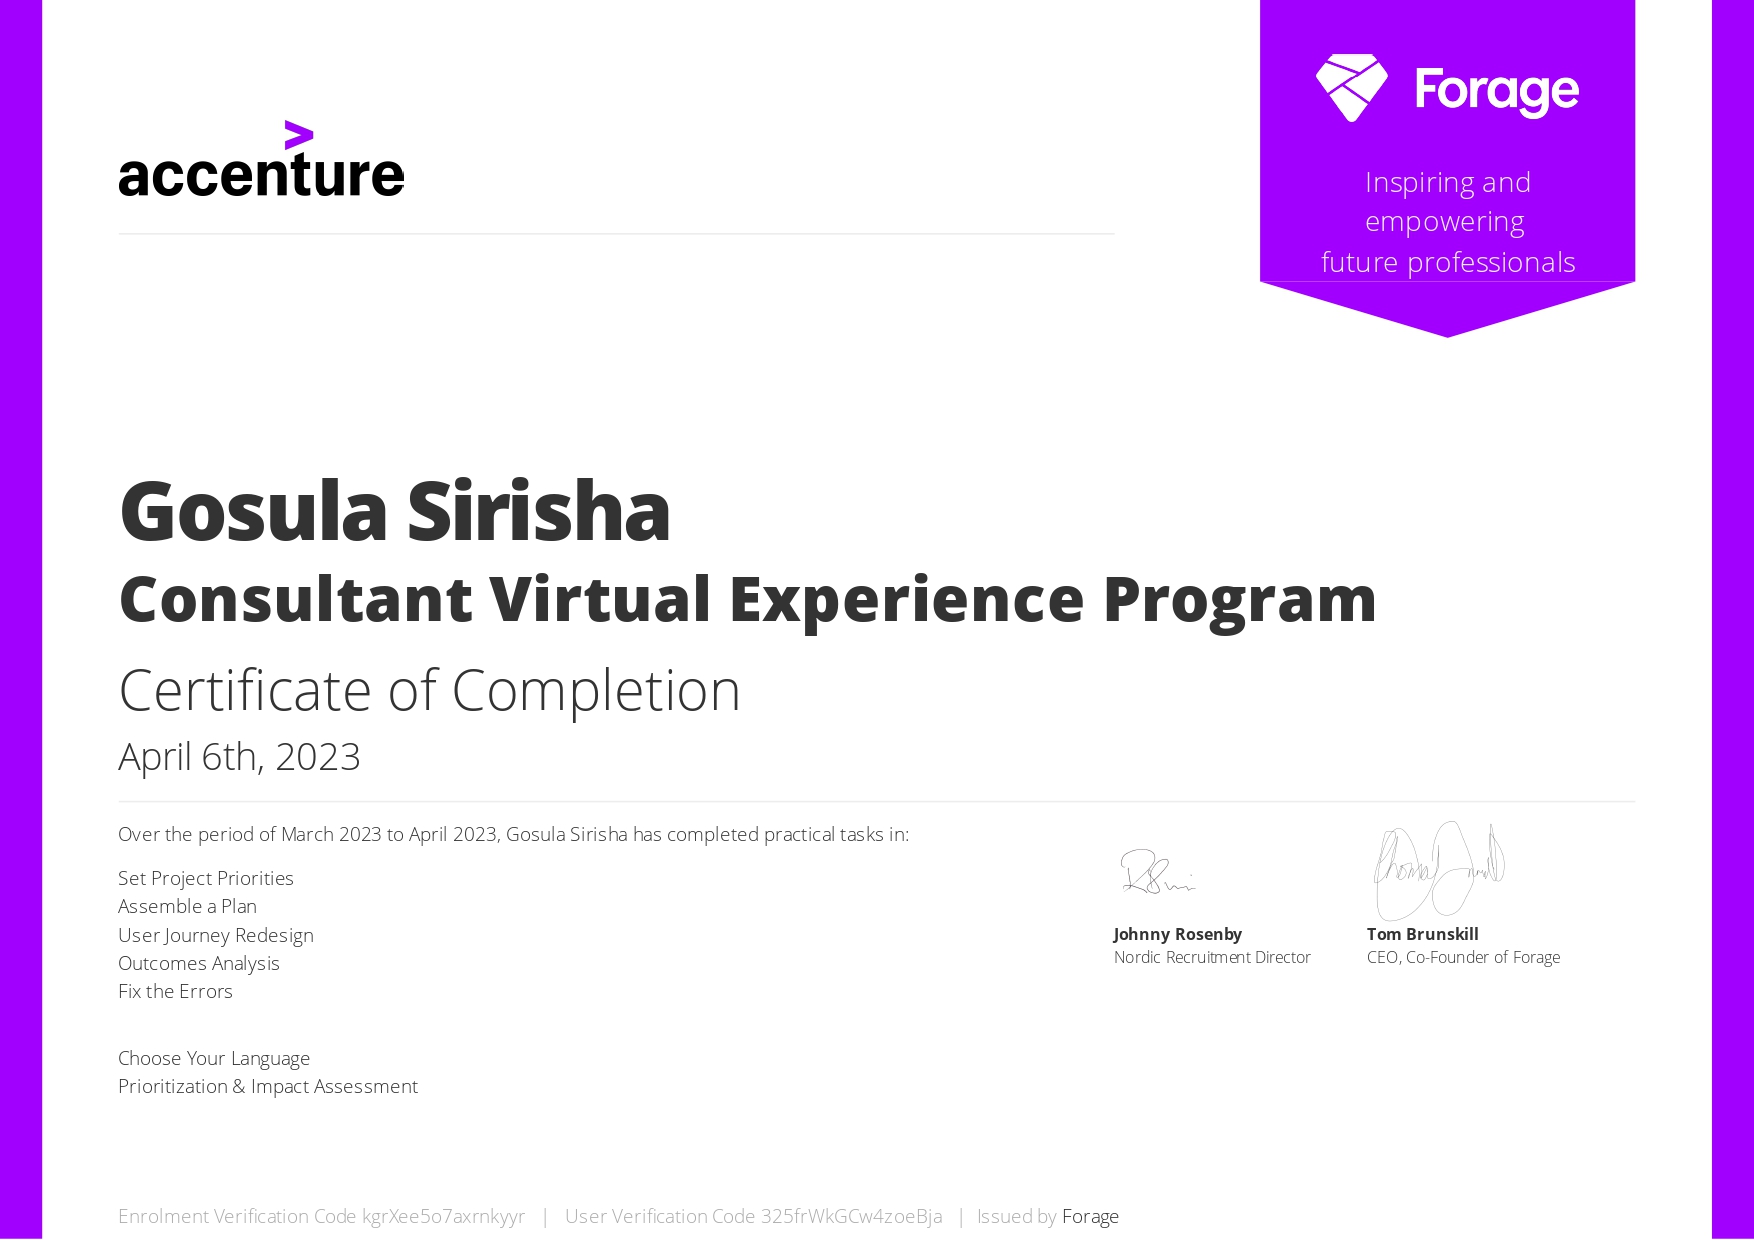 accenture
Forage
Inspiring and
empowering
future professionals
Gosula Sirisha
Consultant Virtual Experience Program
Certificate of Completion
April 6th, 2023
Over the period of March 2023 to April 2023, Gosula Sirisha has completed practical tasks in:
Set Project Priorities
Assemble a Plan
User Journey Redesign
Outcomes Analysis
Fix the Errors
Choose Your Language
Prioritization & Impact Assessment
Johnny Rosenby
Nordic Recruitment Director
Tom Brunskill
CEO, Co-Founder of Forage
Enrolment Verification Code kgrXee5o7axrnkyyr | User Verification Code 325frWkGCw4zoeBja | Issued by Forage